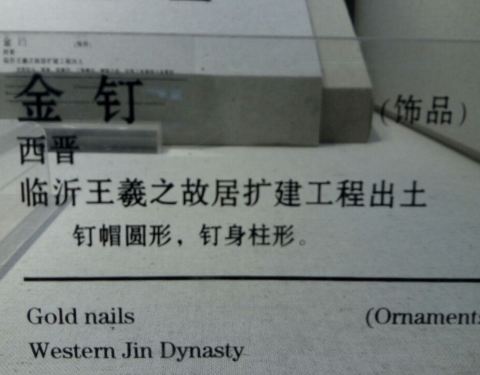 金钉 (饰品)
西晋
临沂王羲之故居扩建工程出土
钉帽圆形，钉身柱形。
Gold nails (Ornaments
Western Jin Dynasty